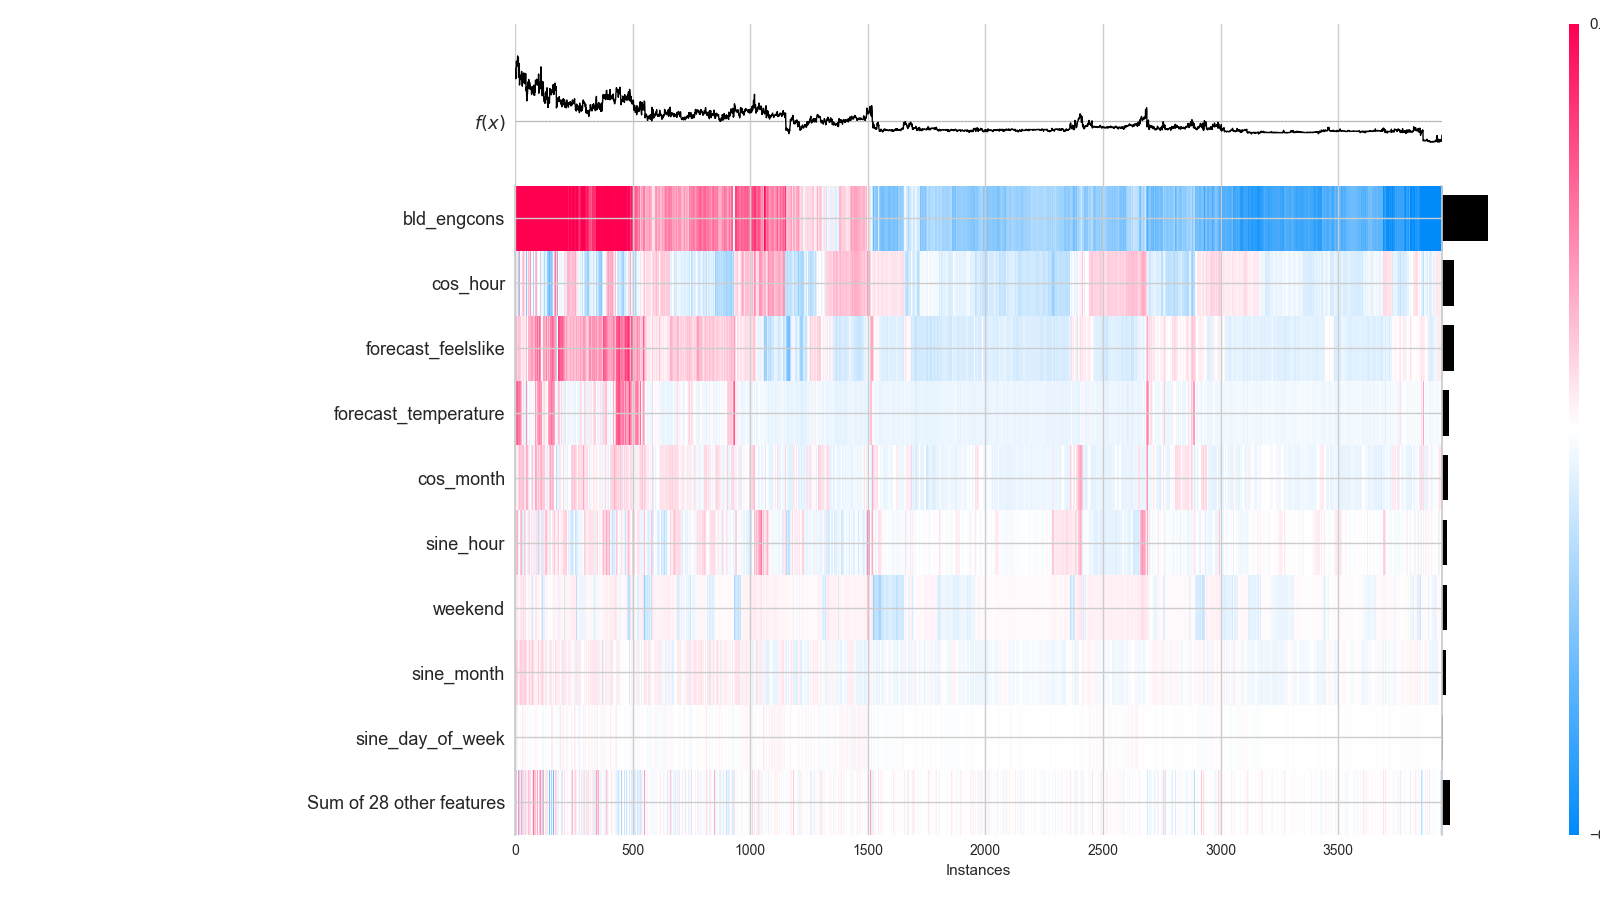 0.
f(x)
bld_engcons
cos_hour
forecast_feelslike
forecast_temperature
cos_month
sine_hour
weekend
sine_month
sine_day_of_week
Sum of 28 other features
0 500 1000 1500 2000 2500 3000 3500
Instances